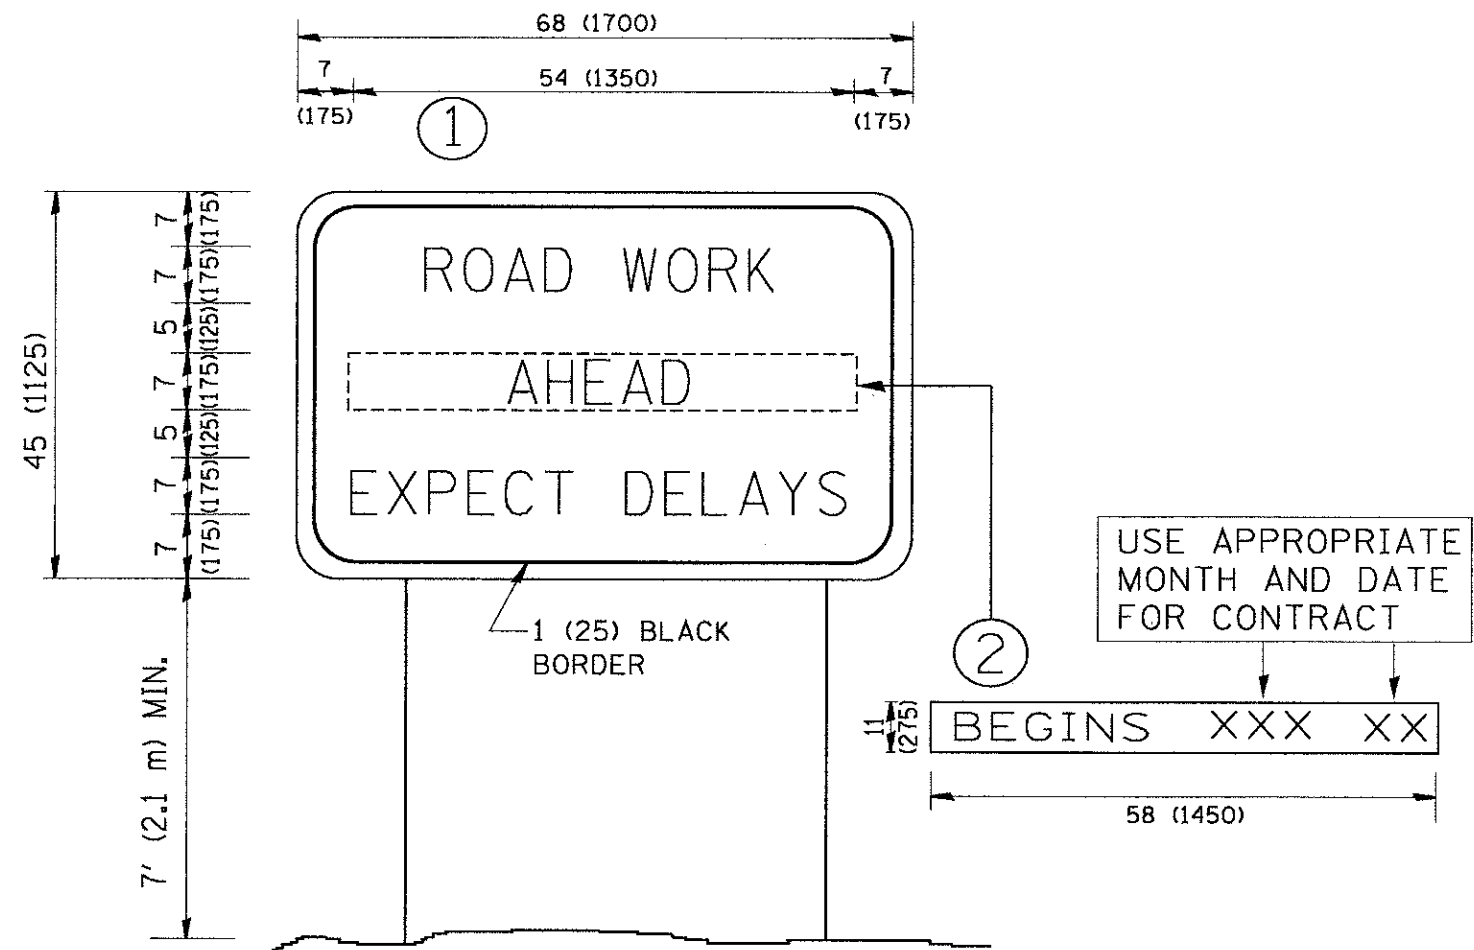 68 (1700)
7
54 (1350)
7
(175)
(175)
1
ROAD WORK
AHEAD
EXPECT DELAYS
45 (1125)
7
(175)
7
(175)
5
(125)
7
(175)
5
(125)
7
(175)
7
(175)
7' (2.1 m) MIN.
1 (25) BLACK
BORDER
2
USE APPROPRIATE
MONTH AND DATE
FOR CONTRACT
11
(275)
BEGINS XXX XX
58 (1450)